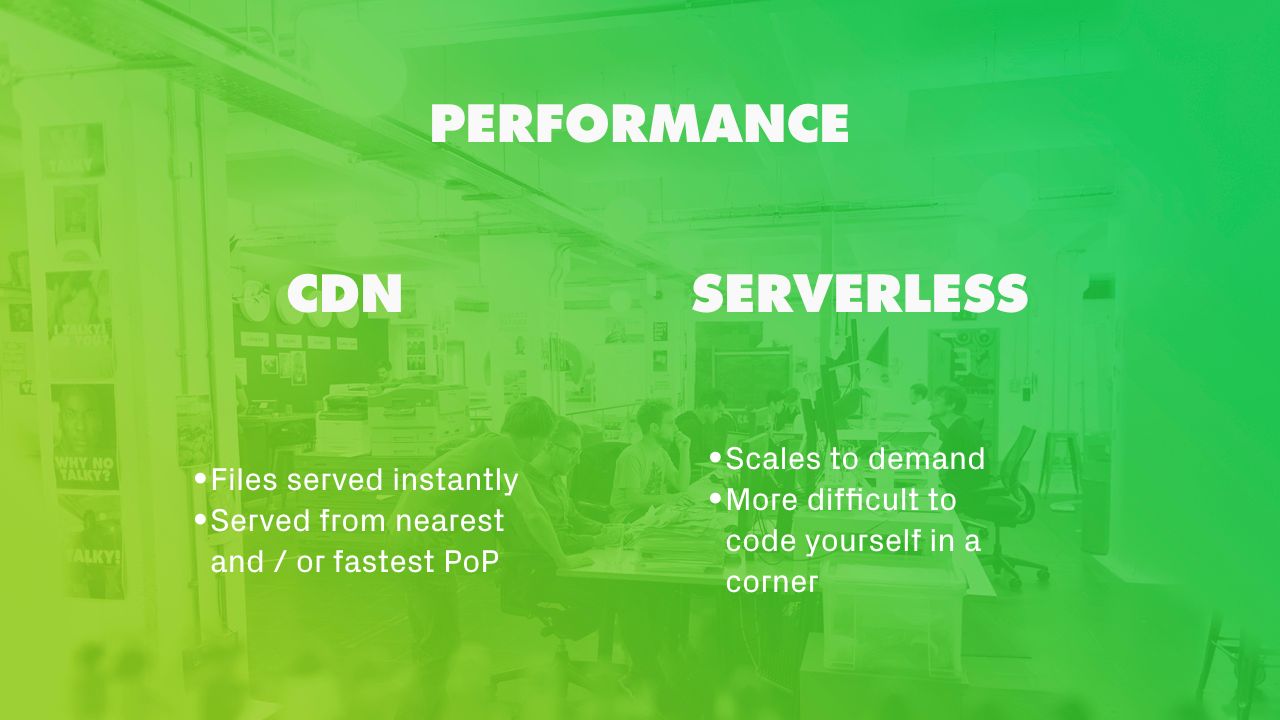 PERFORMANCE
CDN
SERVERLESS
•Files served instantly
•Served from nearest
and / or fastest PoP
•Scales to demand
•More difficult to
code yourself in a
corner
TALKY
I TALKY!
DO YOU?
WHY NO
TALKY?
TALKY!